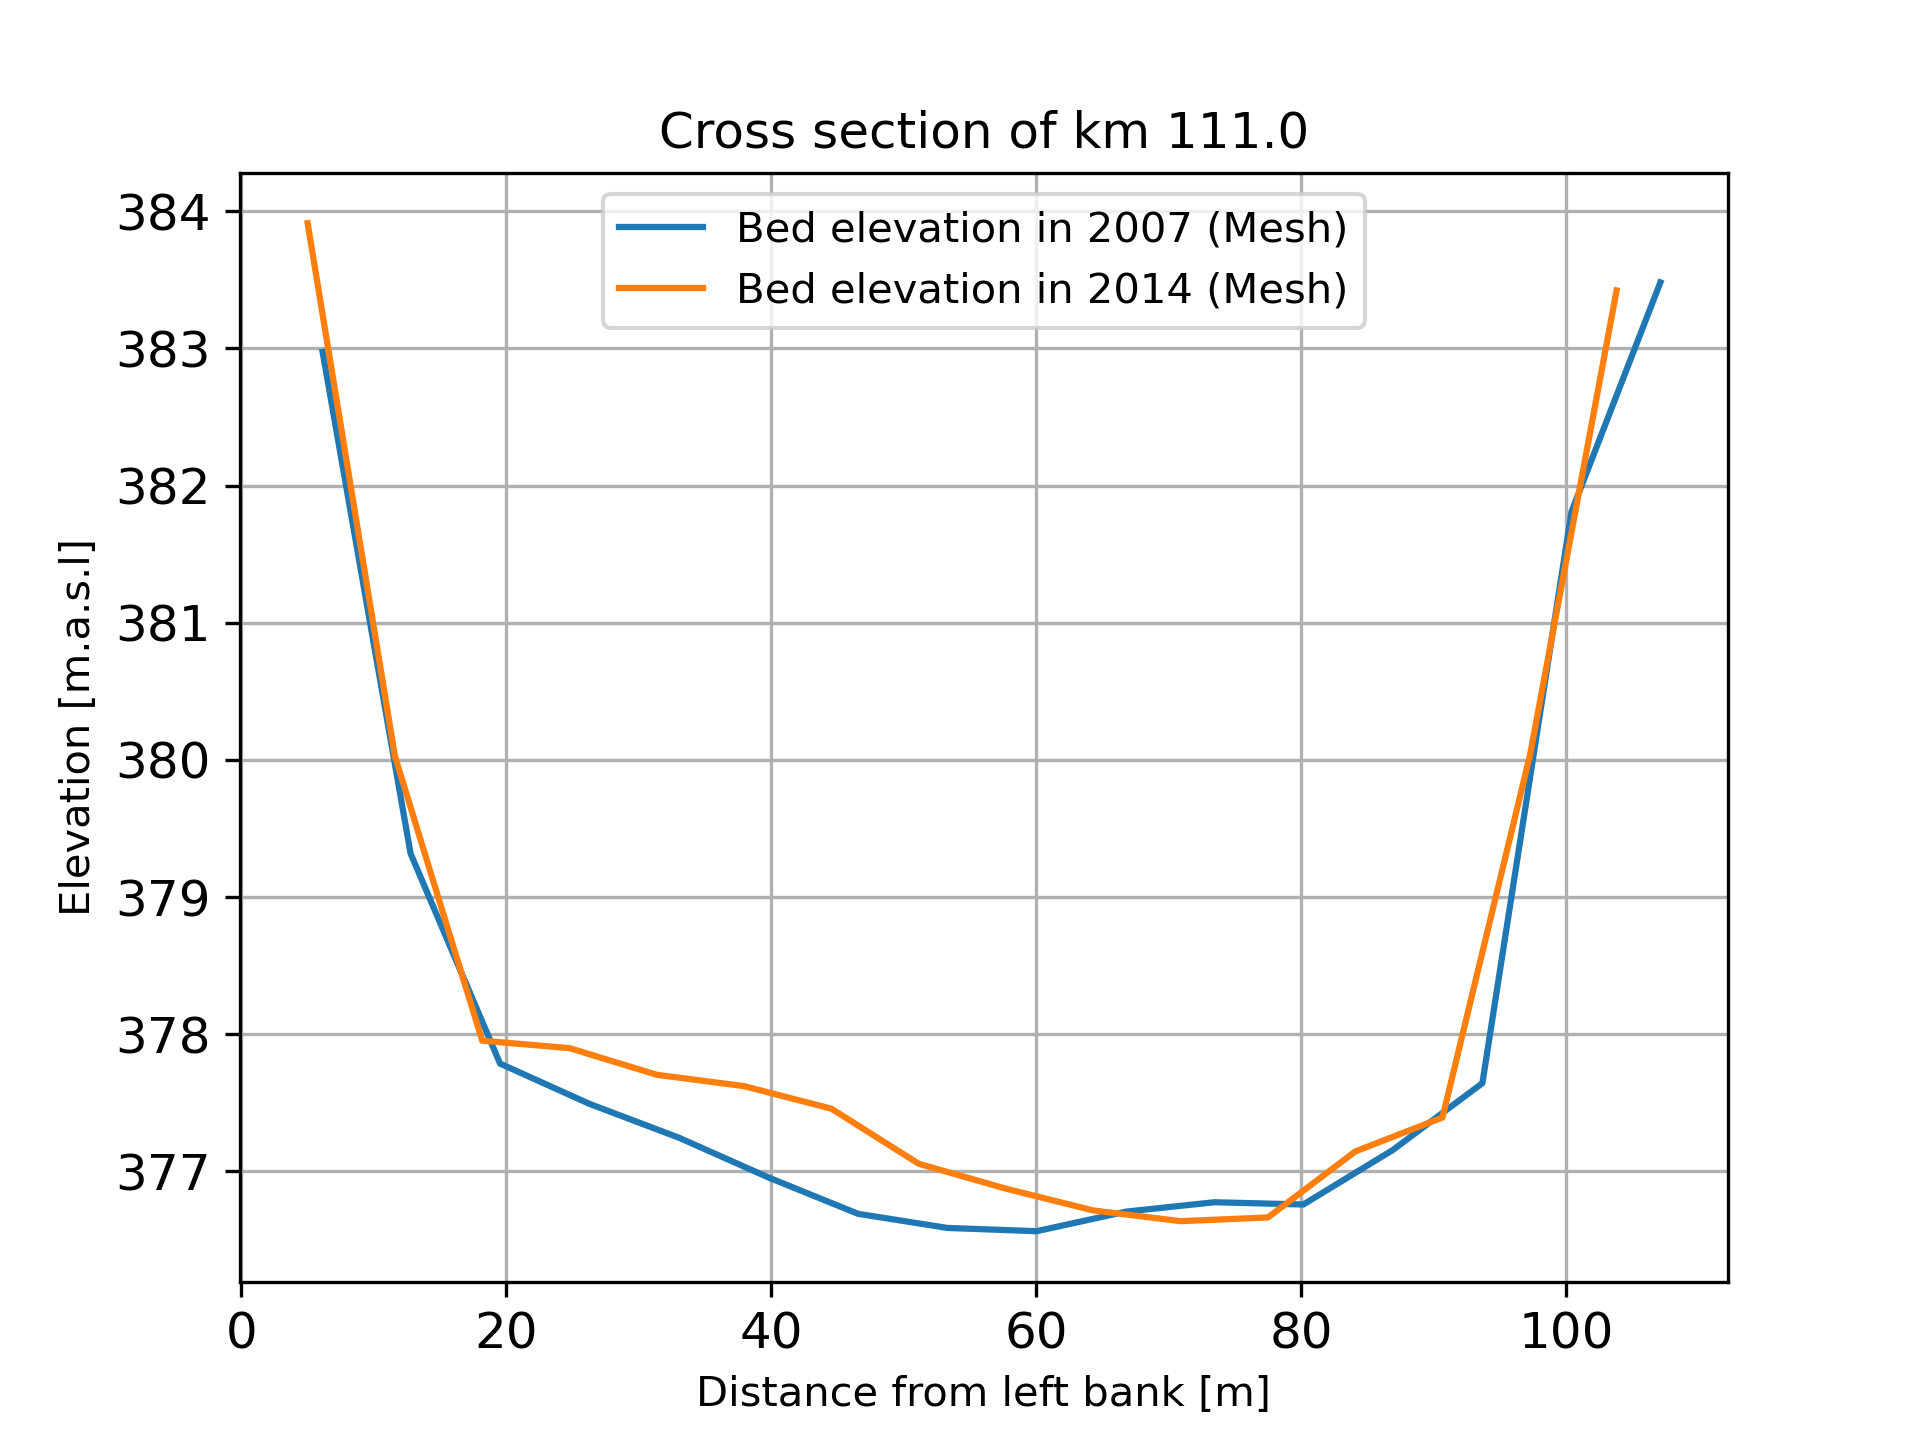 Cross section of km 111.0
Bed elevation in 2007 (Mesh)
Bed elevation in 2014 (Mesh)
Elevation [m.a.s.l]
384
383
382
381
380
379
378
377
0 20 40 60 80 100
Distance from left bank [m]